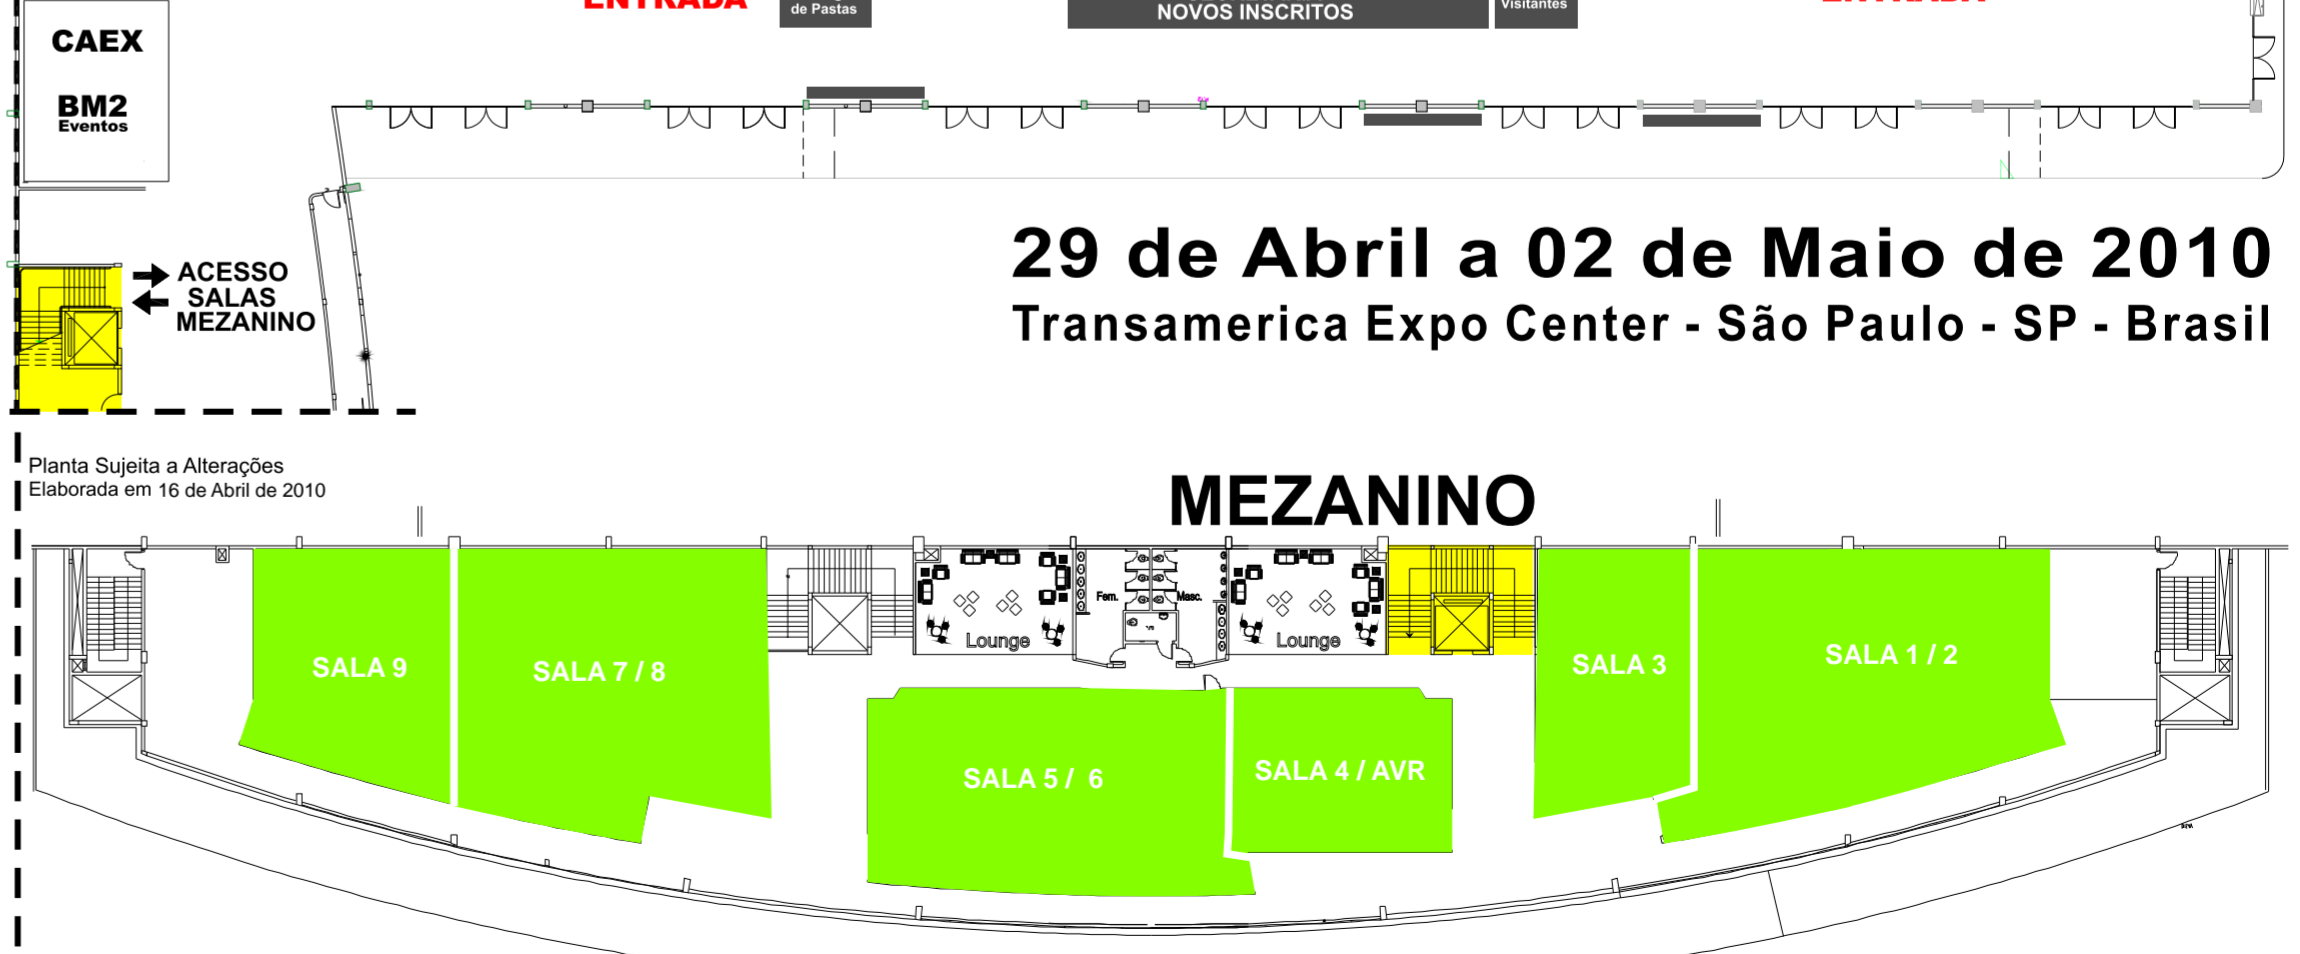 ENTRADA
de Pastas
NOVOS INSCRITOS
Visitantes
ENTRADA
CAEX
BM2
Eventos
29 de Abril a 02 de Maio de 2010
Transamerica Expo Center - São Paulo - SP - Brasil
ACESSO
SALAS
MEZANINO
Planta Sujeita a Alterações
Elaborada em 16 de Abril de 2010
MEZANINO
Fem.
Masc.
Lounge
Lounge
SALA 9
SALA 7 / 8
SALA 3
SALA 1 / 2
SALA 5 / 6
SALA 4 / AVR